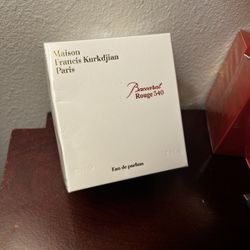 Maison
Francis Kurkdjian
Paris
Baccarat
Rouge 540
Eau de parfum